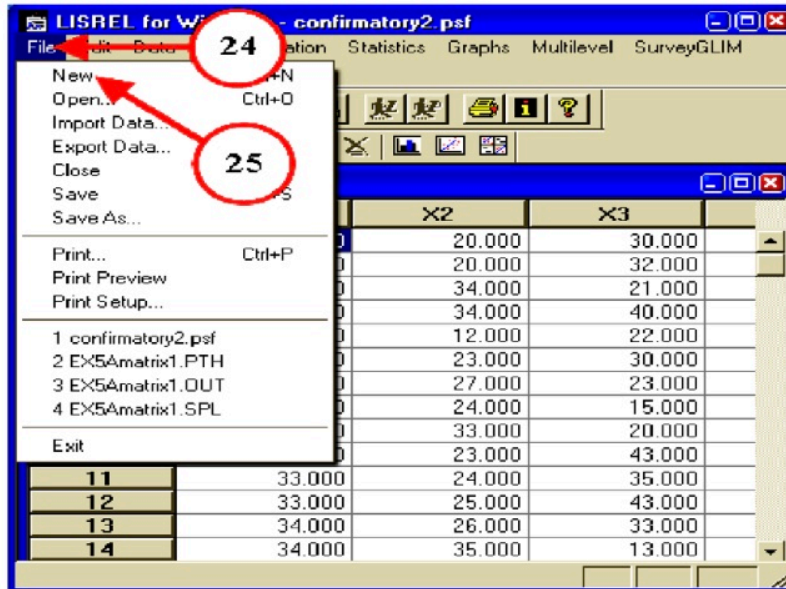 LISREL for Wi - confirmatory2.psf
File Edit Data ation Statistics Graphs Multilevel SurveyGLIM
24
New +N
Open... Ctrl+O
Import Data...
Export Data...
25
Close
Save +S
Save As...
X2 X3
Print... Ctrl+P
Print Preview
Print Setup...
1 confirmatory2.psf
2 EX5Amatrix1.PTH
3 EX5Amatrix1.OUT
4 EX5Amatrix1.SPL
Exit
20.000 30.000
20.000 32.000
34.000 21.000
34.000 40.000
12.000 22.000
23.000 30.000
27.000 23.000
24.000 15.000
33.000 20.000
23.000 43.000
11 33.000 24.000 35.000
12 33.000 25.000 43.000
13 34.000 26.000 33.000
14 34.000 35.000 13.000